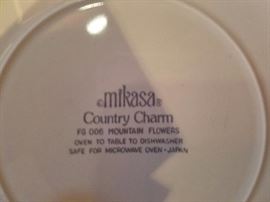 ©mikasa®
Country Charm
FG 006 MOUNTAIN FLOWERS
OVEN TO TABLE TO DISHWASHER
SAFE FOR MICROWAVE OVEN • JAPAN